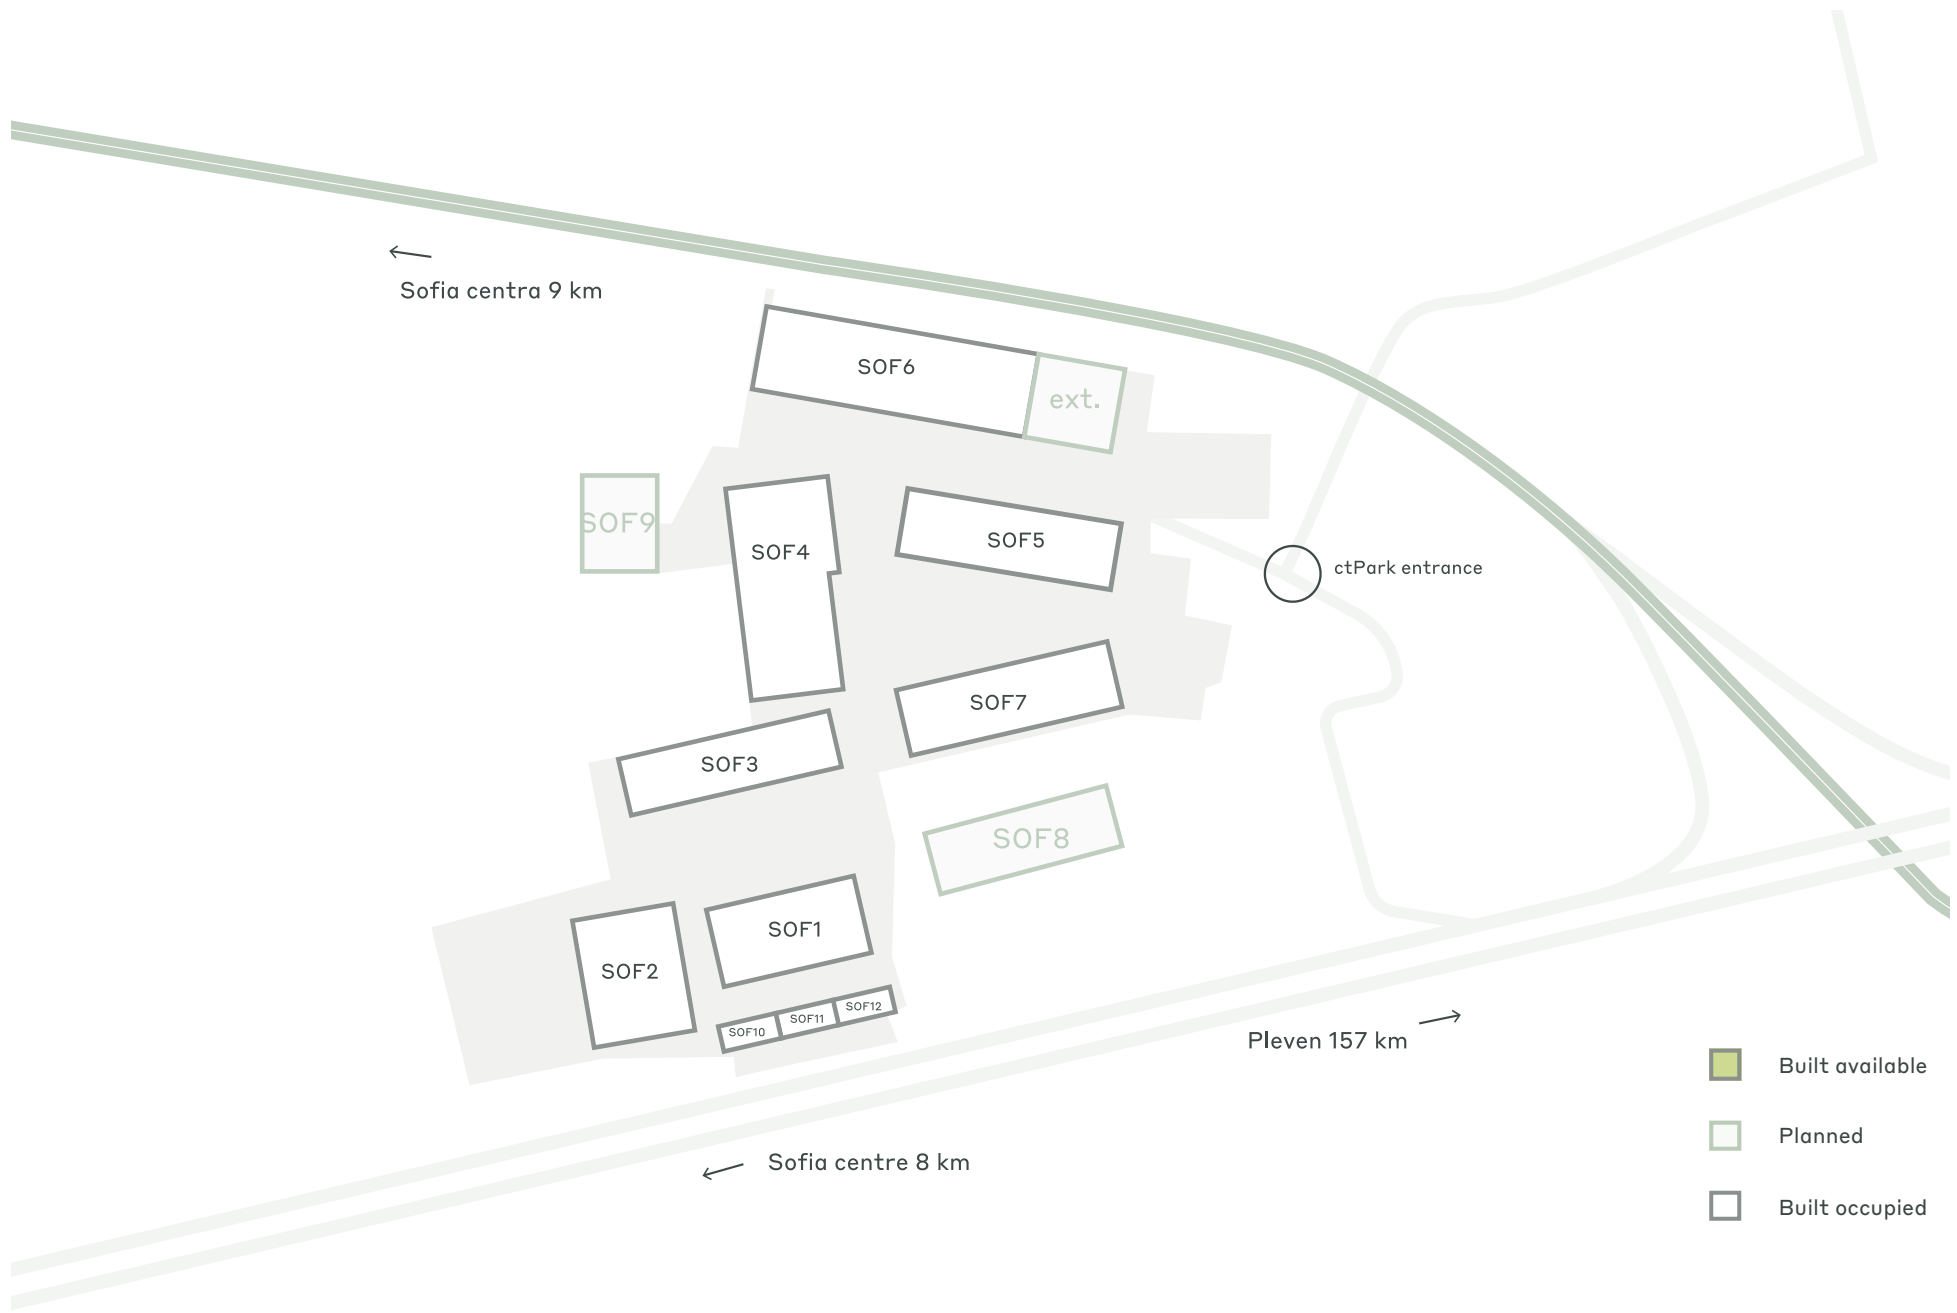 Sofia centra 9 km
SOF6
ext.
SOF9
SOF4
SOF5
ctPark entrance
SOF7
SOF3
SOF8
SOF1
SOF2
SOF12
SOF11
SOF10
Pleven 157 km
Built available
Planned
Sofia centre 8 km
Built occupied